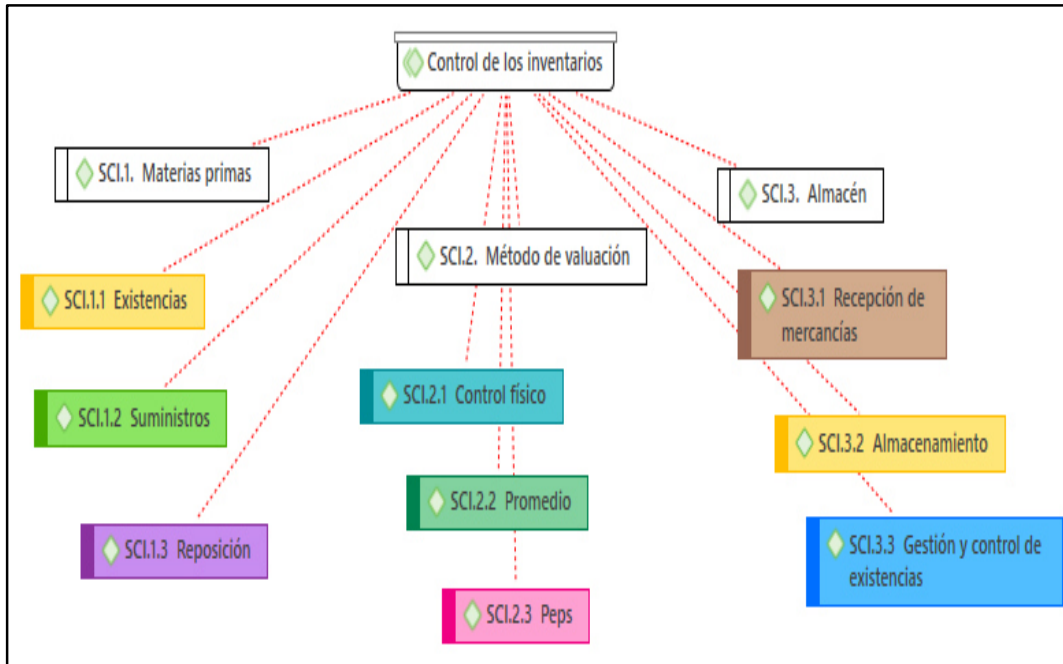 Control de los inventarios
SCI.1. Materias primas
SCI.1.1 Existencias
SCI.1.2 Suministros
SCI.1.3 Reposición
SCI.2. Método de valuación
SCI.2.1 Control físico
SCI.2.2 Promedio
SCI.2.3 Peps
SCI.3. Almacén
SCI.3.1 Recepción de
mercancías
SCI.3.2 Almacenamiento
SCI.3.3 Gestión y control de
existencias